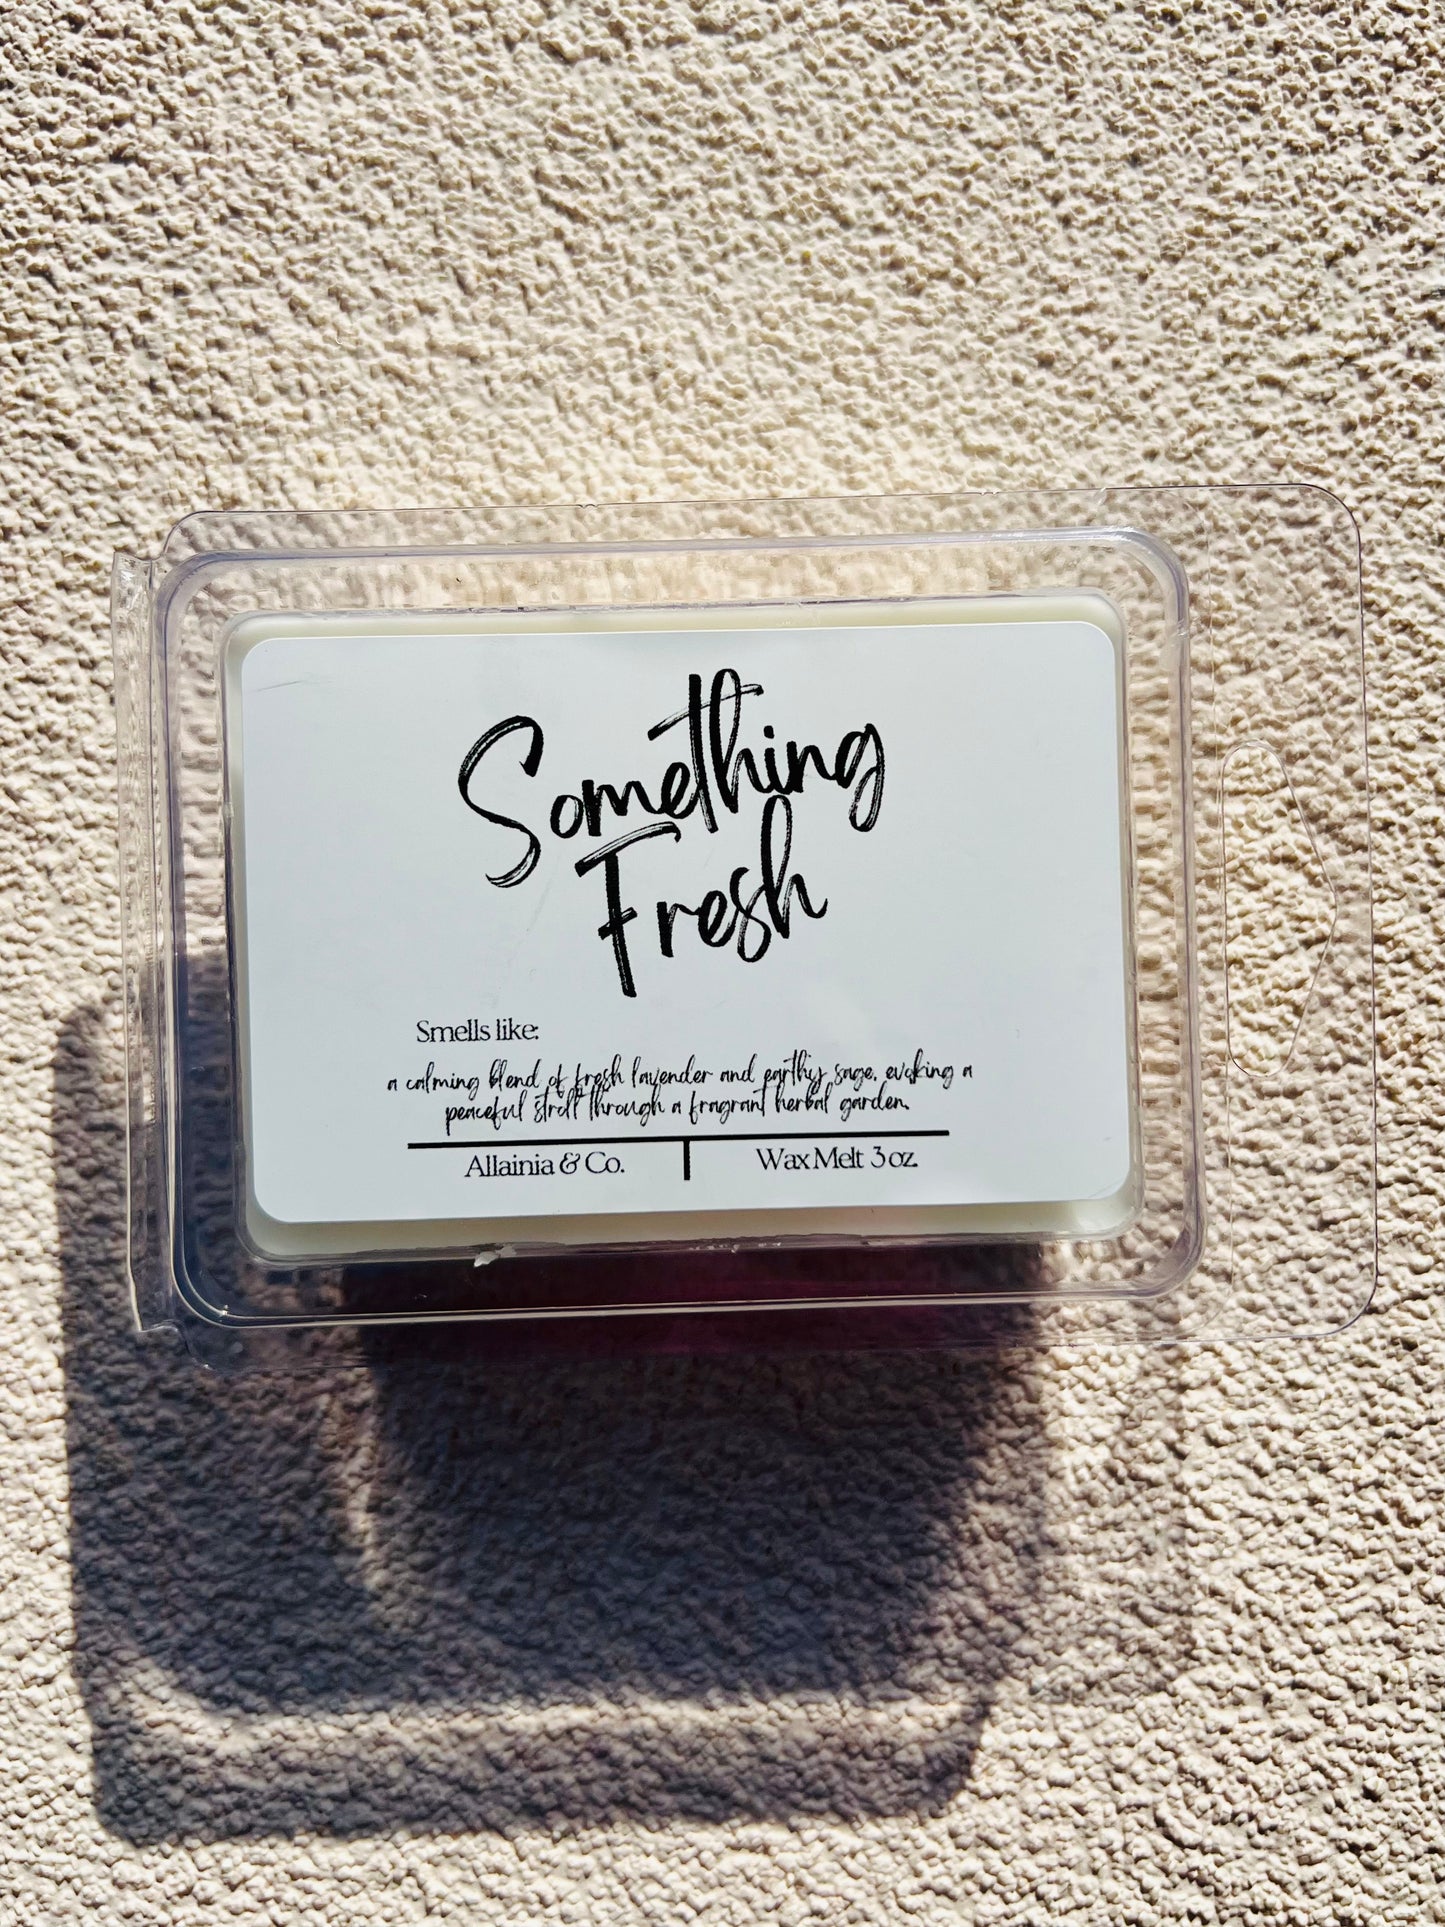 Something
Fresh
Smells like:
a calming blend of fresh lavender and earthy sage, evoking a
peaceful stroll through a fragrant herbal garden.
Allainia & Co.
Wax Melt 3 oz.